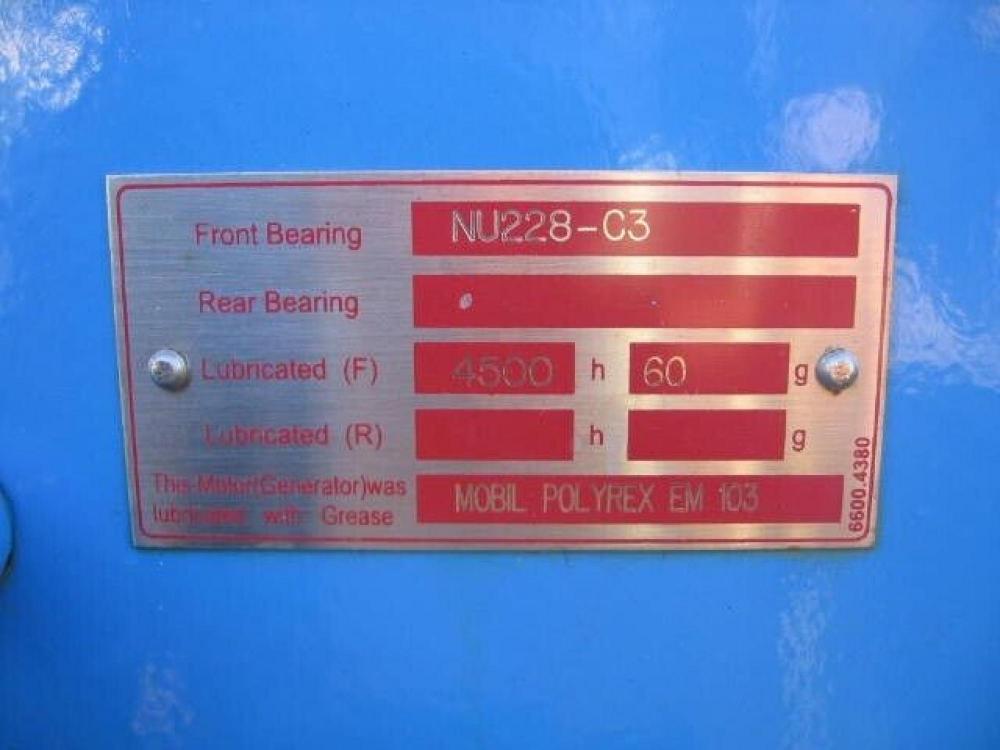 Front Bearing NU228-C3
Rear Bearing
Lubricated (F) 4500 h 60 g
Lubricated (R) h g
This Motor(Generator)was
lubricated with Grease
MOBIL POLYREX EM 103
6600.4380